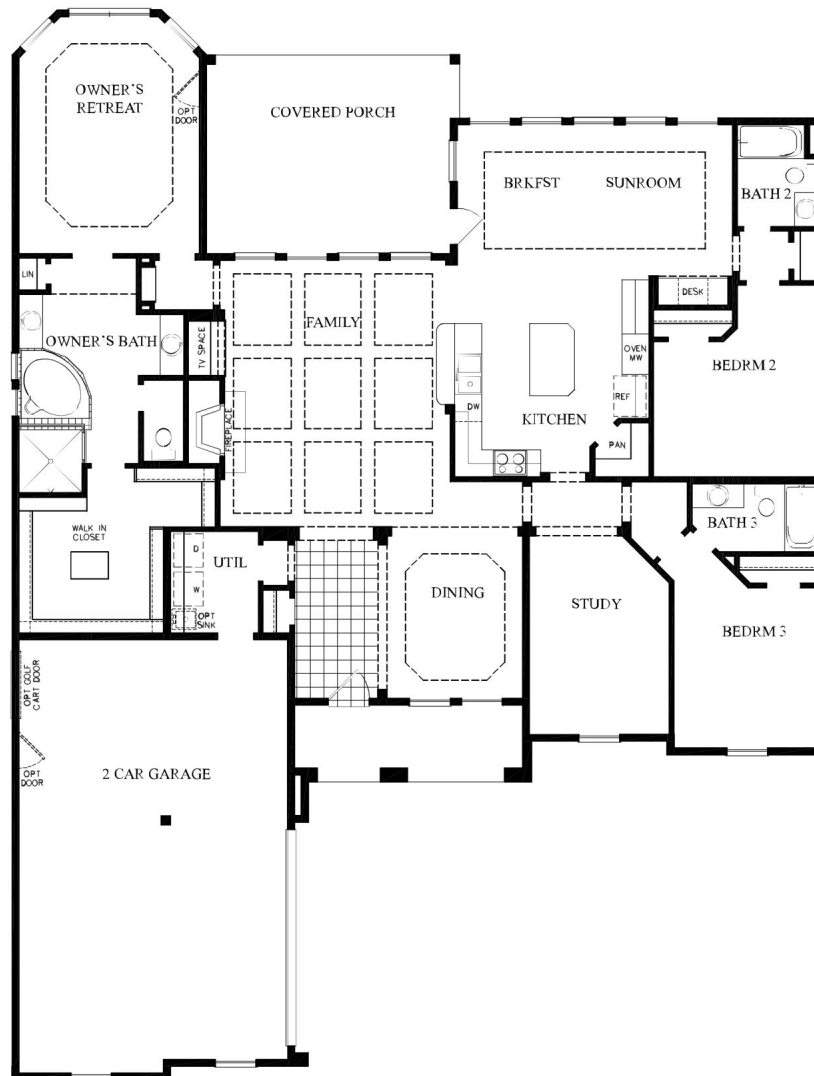 OWNER'S
RETREAT
OPT
DOOR
COVERED PORCH
BRKFST
SUNROOM
BATH 2
LIN
OWNER'S BATH
TV SPACE
FAMILY
DESK
OVEN
MW
REF
BEDRM 2
DW
KITCHEN
PAN
FIREPLACE
WALK IN
CLOSET
D
UTIL
W
OPT
SINK
DINING
STUDY
BATH 3
BEDRM 3
OPT GOLF
CART DOOR
OPT
DOOR
2 CAR GARAGE